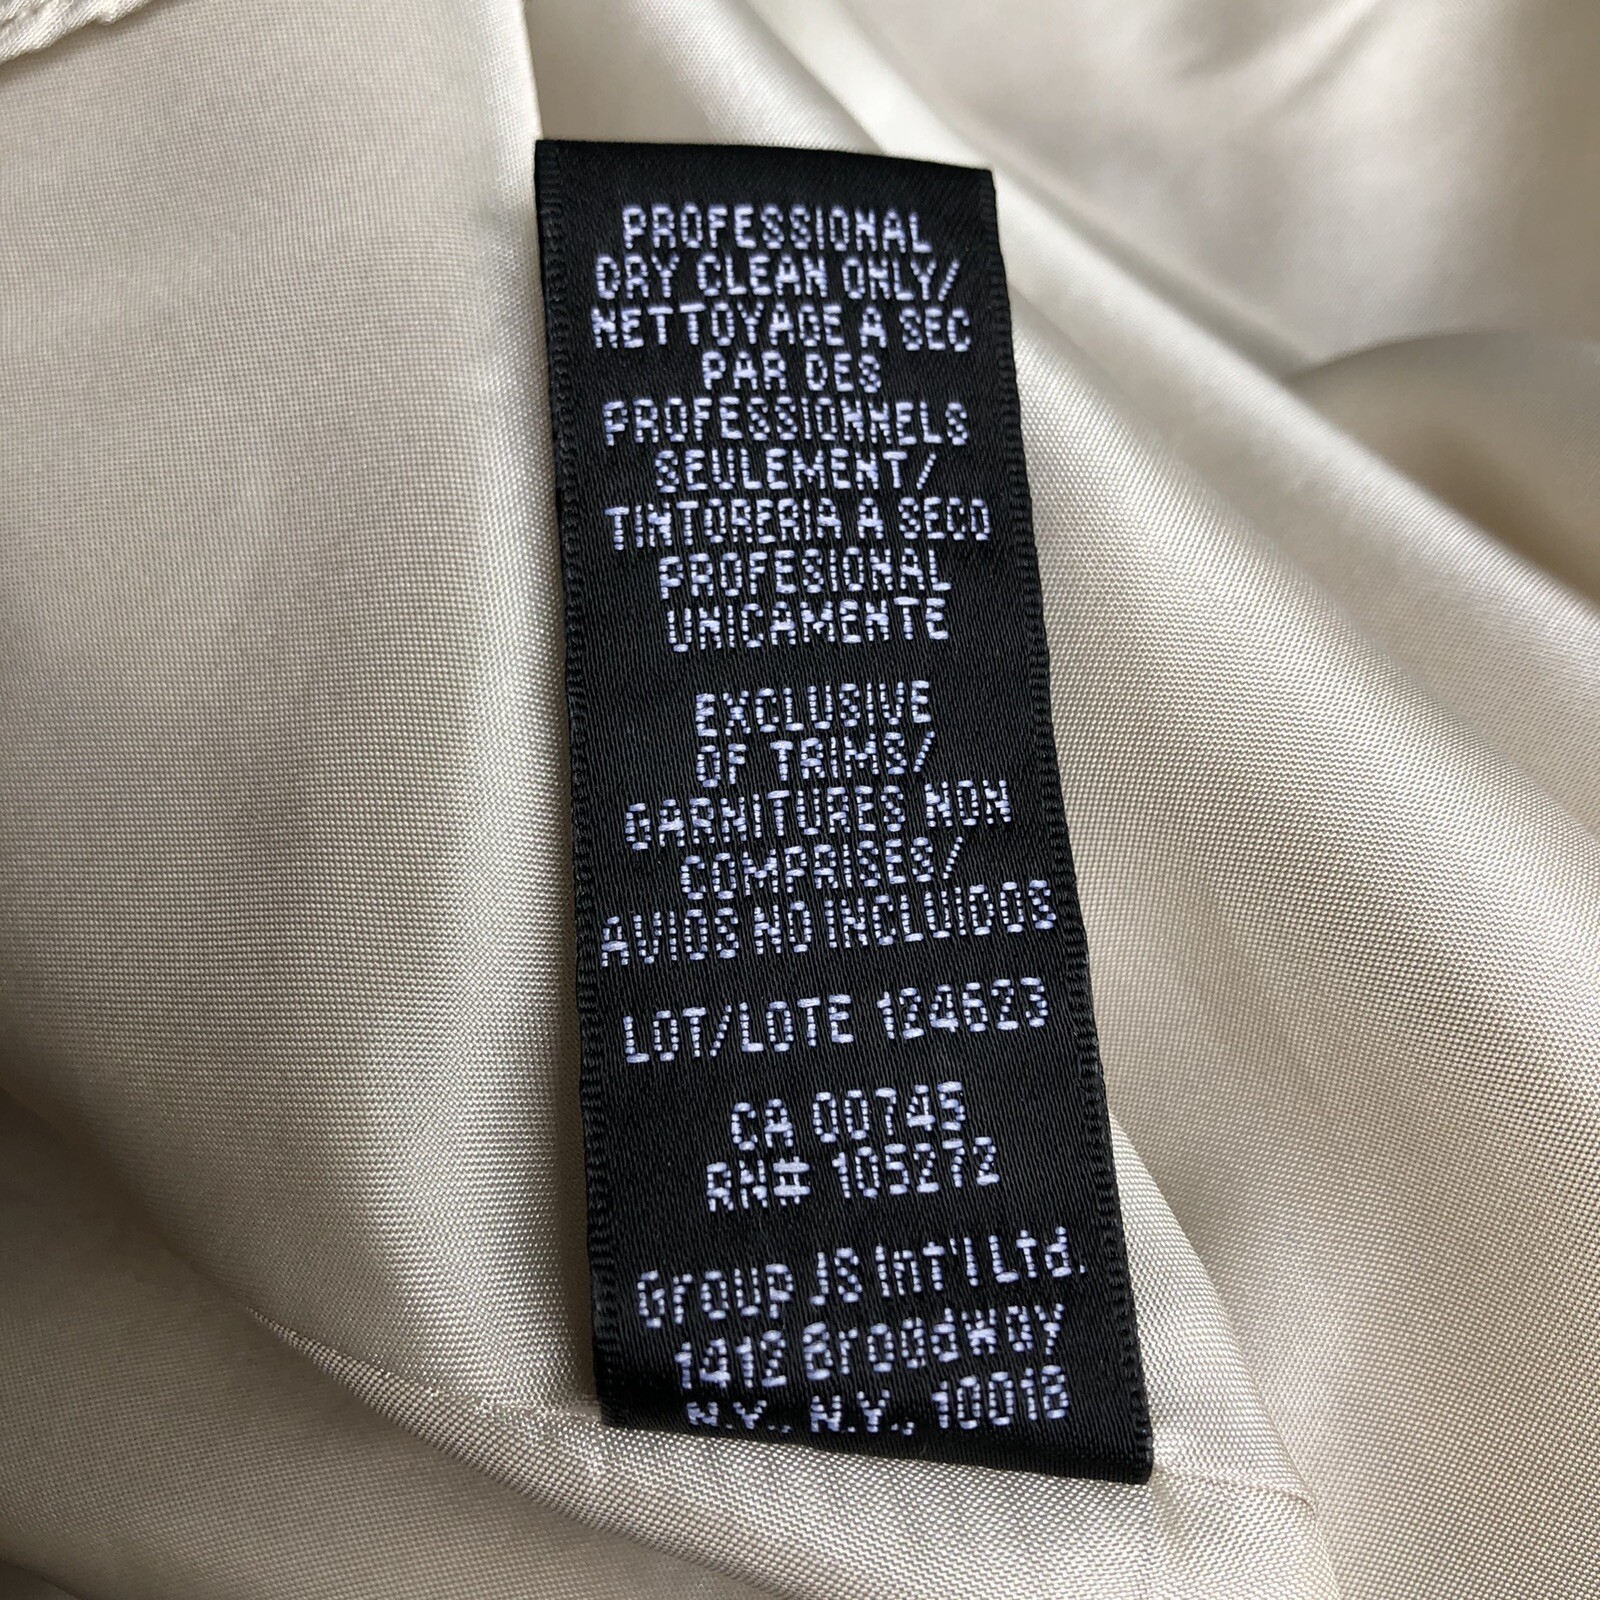 PROFESSIONAL
DRY CLEAN ONLY/
NETTOYAGE A SEC
PAR DES
PROFESSIONNELS
SEULEMENT/
TINTORERIA A SECO
PROFESIONAL
UNICAMENTE
EXCLUSIVE
OF TRIMS/
GARNITURES NON
COMPRISES/
AVIOS NO INCLUIDOS
LOT/LOTE 124623
CA 00745
RN# 105272
Group JS Int'l Ltd.
1412 Broadway
N.Y., N.Y., 10018